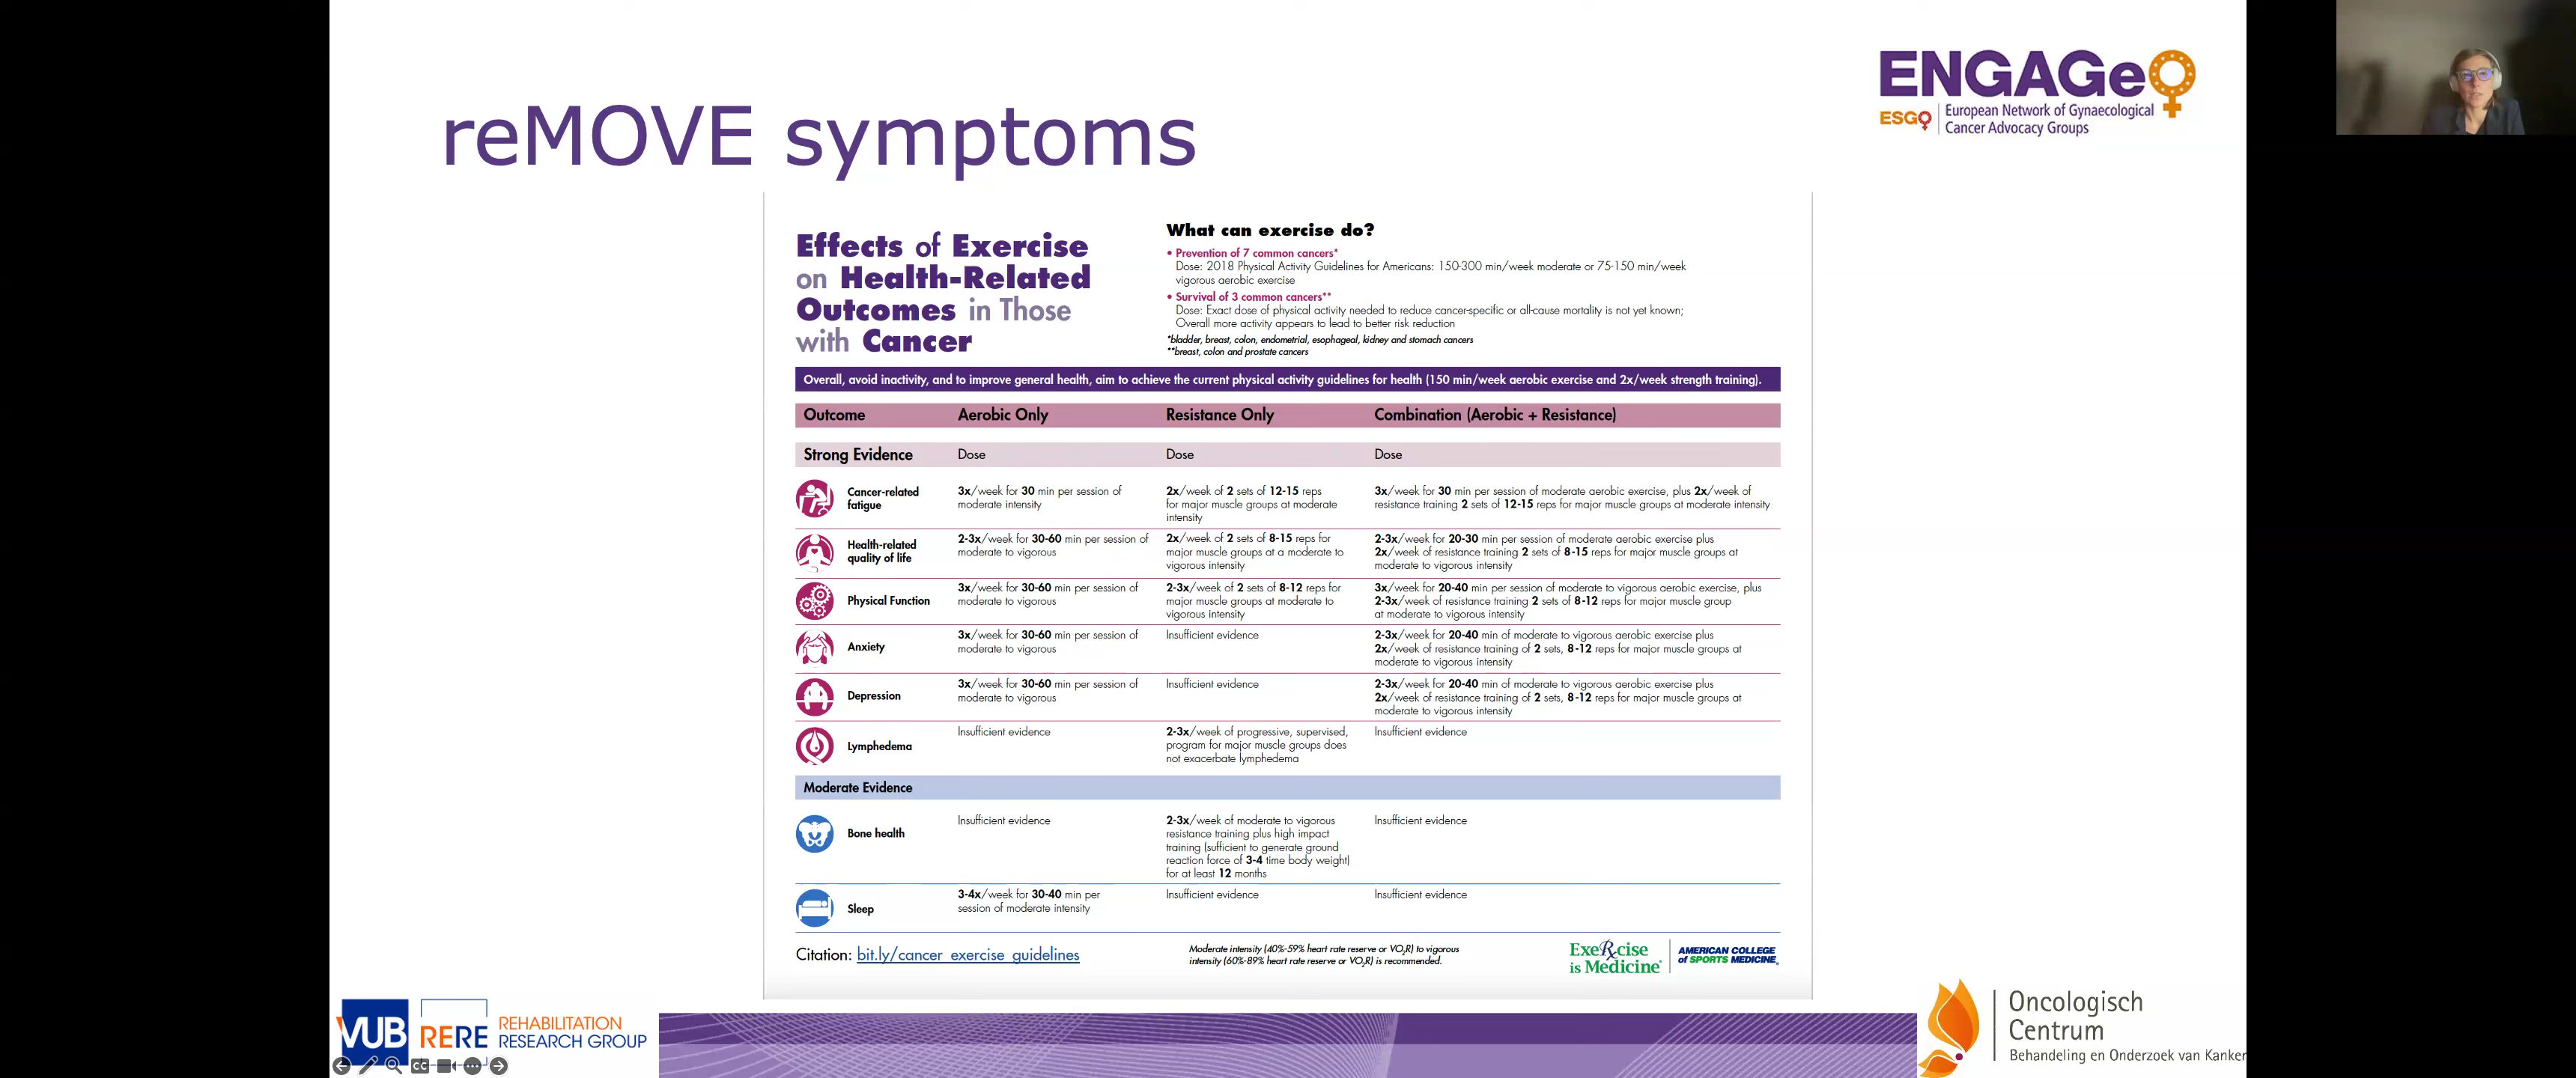 reMOVE symptoms
ENGAGe
ESGO
European Network of Gynaecological
Cancer Advocacy Groups
Effects of Exercise
on Health-Related
Outcomes in Those
with Cancer
What can exercise do?
• Prevention of 7 common cancers*
Dose: 2018 Physical Activity Guidelines for Americans: 150-300 min/week moderate or 75-150 min/week
vigorous aerobic exercise
• Survival of 3 common cancers**
Dose: Exact dose of physical activity needed to reduce cancer-specific or all-cause mortality is not yet known;
Overall more activity appears to lead to better risk reduction
*bladder, breast, colon, endometrial, esophageal, kidney and stomach cancers
**breast, colon and prostate cancers
Overall, avoid inactivity, and to improve general health, aim to achieve the current physical activity guidelines for health (150 min/week aerobic exercise and 2x/week strength training).
Outcome Aerobic Only Resistance Only Combination (Aerobic + Resistance)
Strong Evidence Dose Dose Dose
Cancer-related
fatigue
3x/week for 30 min per session of
moderate intensity
2x/week of 2 sets of 12-15 reps
for major muscle groups at moderate
intensity
3x/week for 30 min per session of moderate aerobic exercise, plus 2x/week of
resistance training 2 sets of 12-15 reps for major muscle groups at moderate intensity
Health-related
quality of life
2-3x/week for 30-60 min per session of
moderate to vigorous
2x/week of 2 sets of 8-15 reps for
major muscle groups at a moderate to
vigorous intensity
2-3x/week for 20-30 min per session of moderate aerobic exercise plus
2x/week of resistance training 2 sets of 8-15 reps for major muscle groups at
moderate to vigorous intensity
Physical Function
3x/week for 30-60 min per session of
moderate to vigorous
2-3x/week of 2 sets of 8-12 reps for
major muscle groups at moderate to
vigorous intensity
3x/week for 20-40 min per session of moderate to vigorous aerobic exercise, plus
2-3x/week of resistance training 2 sets of 8-12 reps for major muscle group
at moderate to vigorous intensity
Anxiety
3x/week for 30-60 min per session of
moderate to vigorous
Insufficient evidence
2-3x/week for 20-40 min of moderate to vigorous aerobic exercise plus
2x/week of resistance training of 2 sets, 8-12 reps for major muscle groups at
moderate to vigorous intensity
Depression
3x/week for 30-60 min per session of
moderate to vigorous
Insufficient evidence
2-3x/week for 20-40 min of moderate to vigorous aerobic exercise plus
2x/week of resistance training of 2 sets, 8-12 reps for major muscle groups at
moderate to vigorous intensity
Lymphedema
Insufficient evidence
2-3x/week of progressive, supervised,
program for major muscle groups does
not exacerbate lymphedema
Insufficient evidence
Moderate Evidence
Bone health
Insufficient evidence
2-3x/week of moderate to vigorous
resistance training plus high impact
training (sufficient to generate ground
reaction force of 3-4 time body weight)
for at least 12 months
Insufficient evidence
Sleep
3-4x/week for 30-40 min per
session of moderate intensity
Insufficient evidence
Insufficient evidence
Citation: bit.ly/cancer_exercise_guidelines
Moderate intensity (40%-59% heart rate reserve or VO2R) to vigorous
intensity (60%-89% heart rate reserve or VO2R) is recommended.
ExeRcise
is Medicine®
AMERICAN COLLEGE
of SPORTS MEDICINE
VUB
RERE
REHABILITATION
RESEARCH GROUP
CC
Oncologisch
Centrum
Behandeling en Onderzoek van Kanker